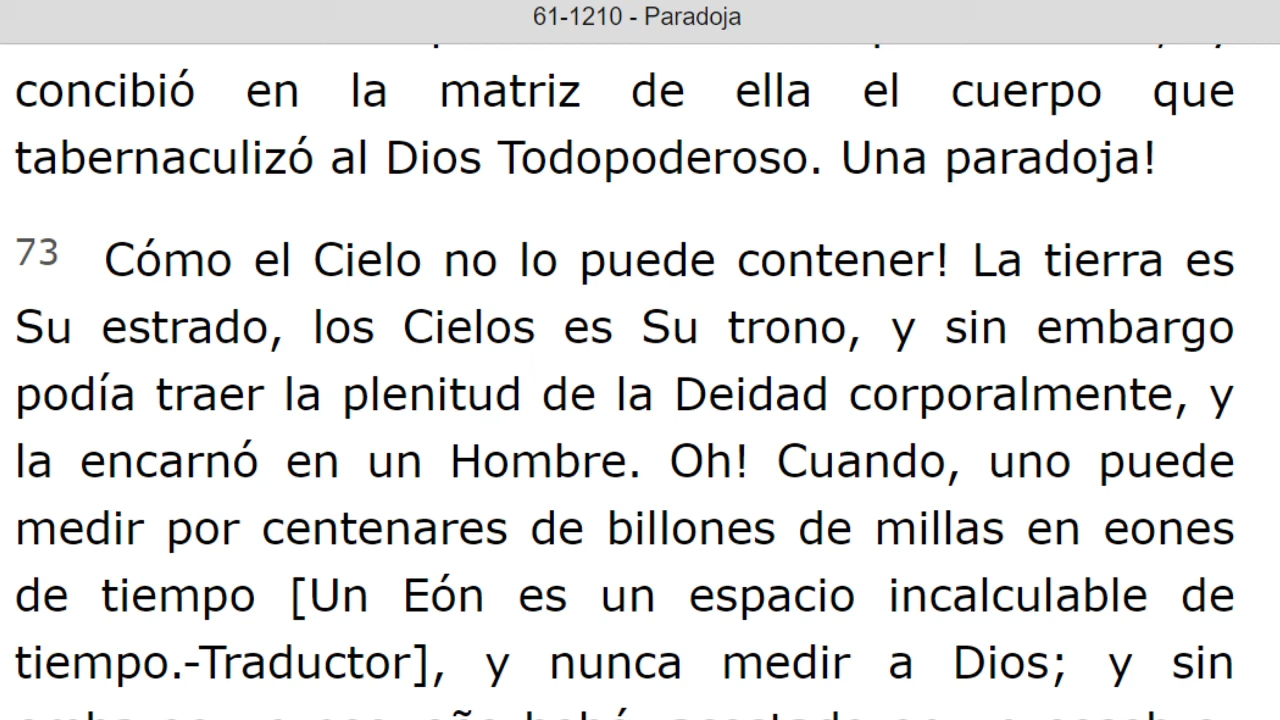 61-1210 - Paradoja
concibió en la matriz de ella el cuerpo que
tabernaculizó al Dios Todopoderoso. Una paradoja!
73 Cómo el Cielo no lo puede contener! La tierra es
Su estrado, los Cielos es Su trono, y sin embargo
podía traer la plenitud de la Deidad corporalmente, y
la encarnó en un Hombre. Oh! Cuando, uno puede
medir por centenares de billones de millas en eones
de tiempo [Un Eón es un espacio incalculable de
tiempo.-Traductor], y nunca medir a Dios; y sin